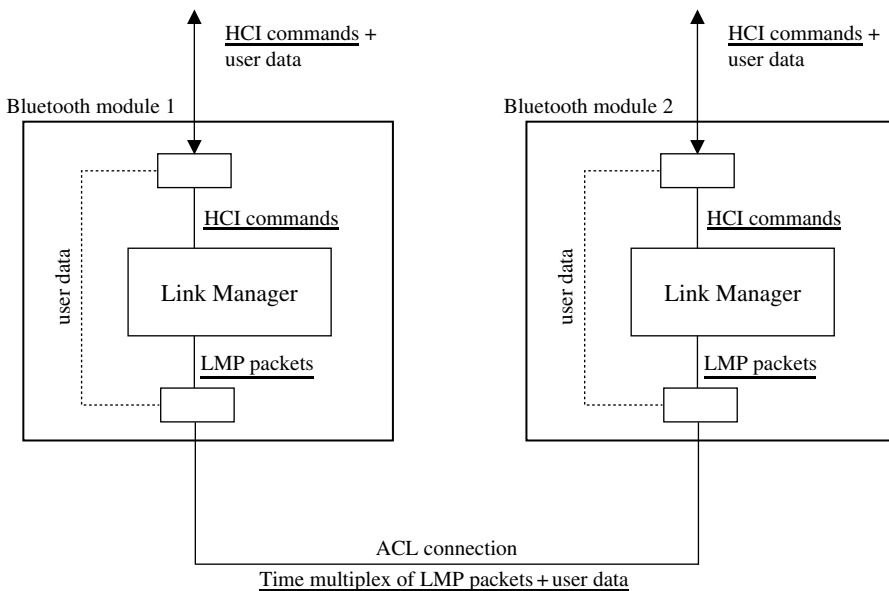 HCI commands +
user data
HCI commands +
user data
Bluetooth module 1
Bluetooth module 2
HCI commands
HCI commands
user data
Link Manager
user data
Link Manager
LMP packets
LMP packets
ACL connection
Time multiplex of LMP packets + user data